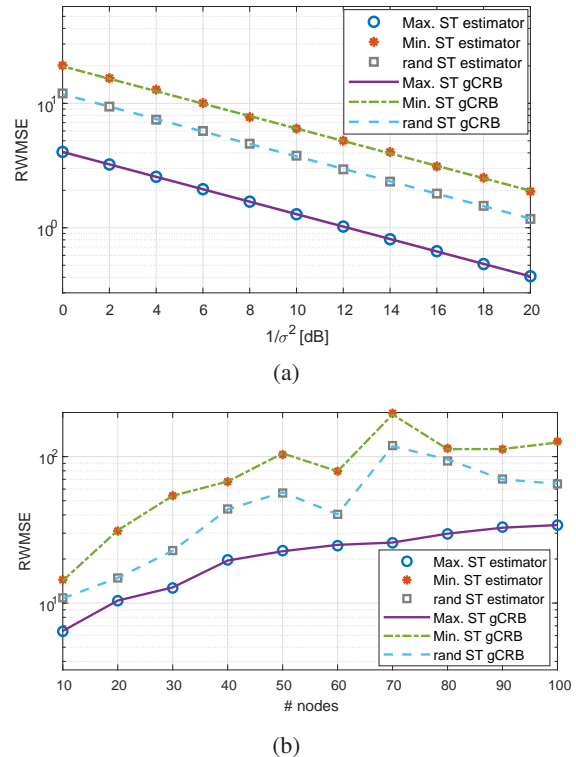 RWMSE
10^1
10^0
0 2 4 6 8 10 12 14 16 18 20
1/σ^2 [dB]
Max. ST estimator
Min. ST estimator
rand ST estimator
Max. ST gCRB
Min. ST gCRB
rand ST gCRB
(a)
RWMSE
10^2
10^1
10 20 30 40 50 60 70 80 90 100
# nodes
Max. ST estimator
Min. ST estimator
rand ST estimator
Max. ST gCRB
Min. ST gCRB
rand ST gCRB
(b)